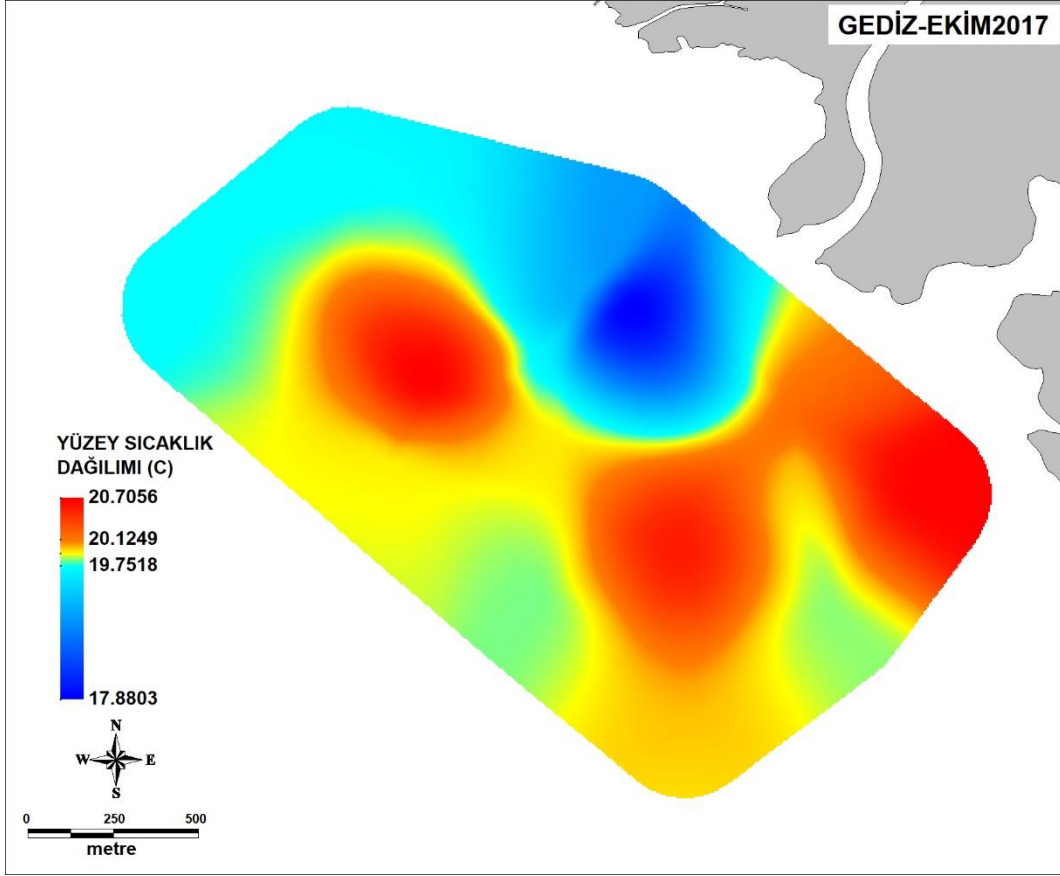 GEDİZ-EKİM2017
YÜZEY SICAKLIK
DAĞILIMI (C)
20.7056
20.1249
19.7518
17.8803
N
W E
S
0 250 500
metre